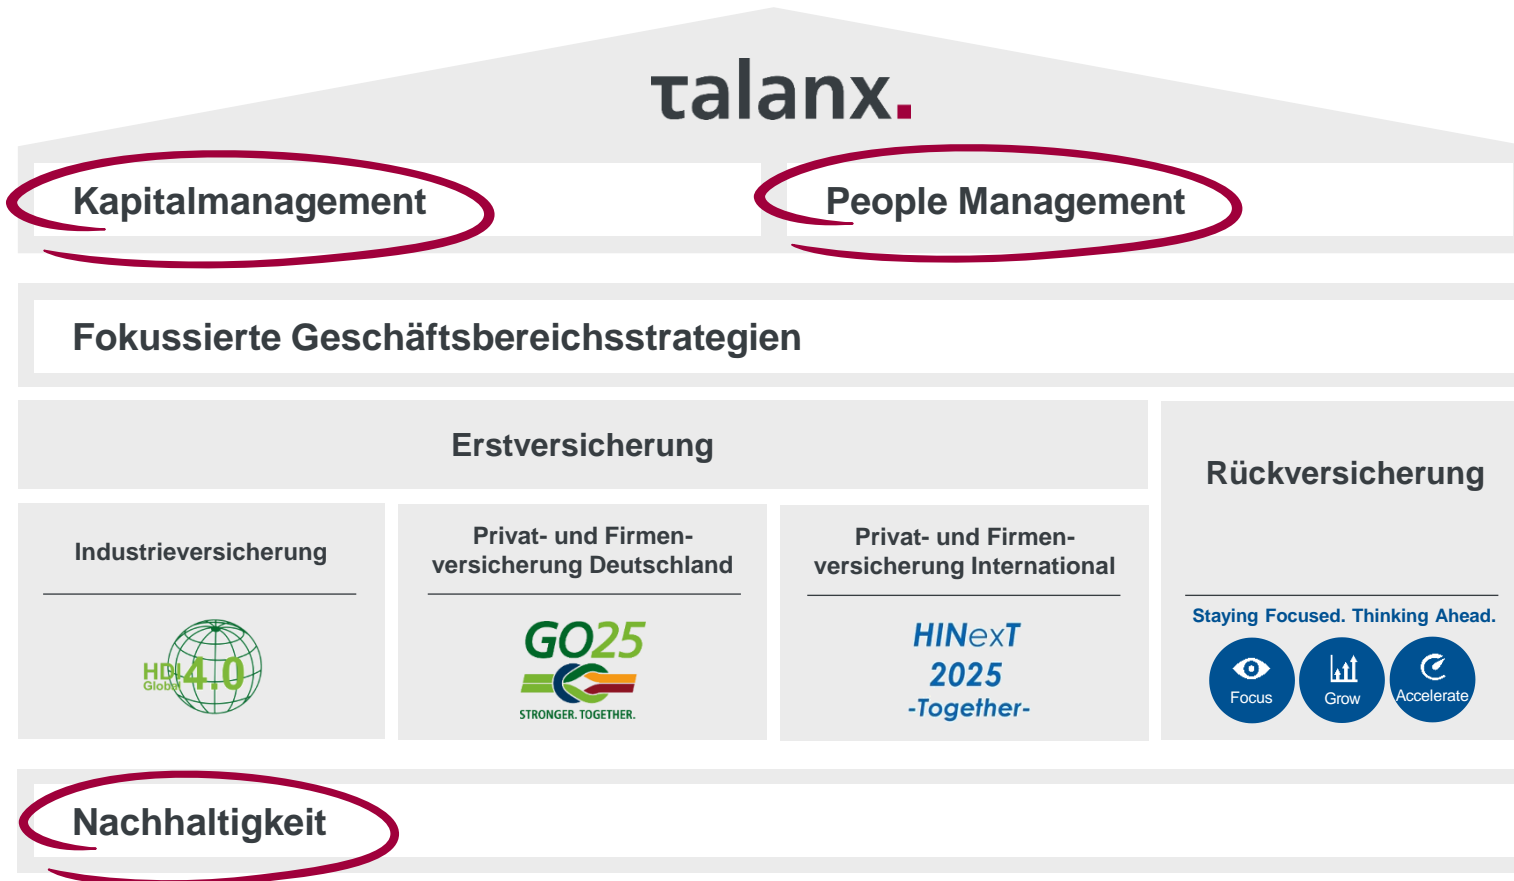 talanx.
Kapitalmanagement
People Management
Fokussierte Geschäftsbereichsstrategien
Erstversicherung
Rückversicherung
Industrieversicherung
Privat- und Firmen-
versicherung Deutschland
Privat- und Firmen-
versicherung International
HDI
Global
4.0
GO25
STRONGER. TOGETHER.
HINexT
2025
-Together-
Staying Focused. Thinking Ahead.
Focus
Grow
Accelerate
Nachhaltigkeit